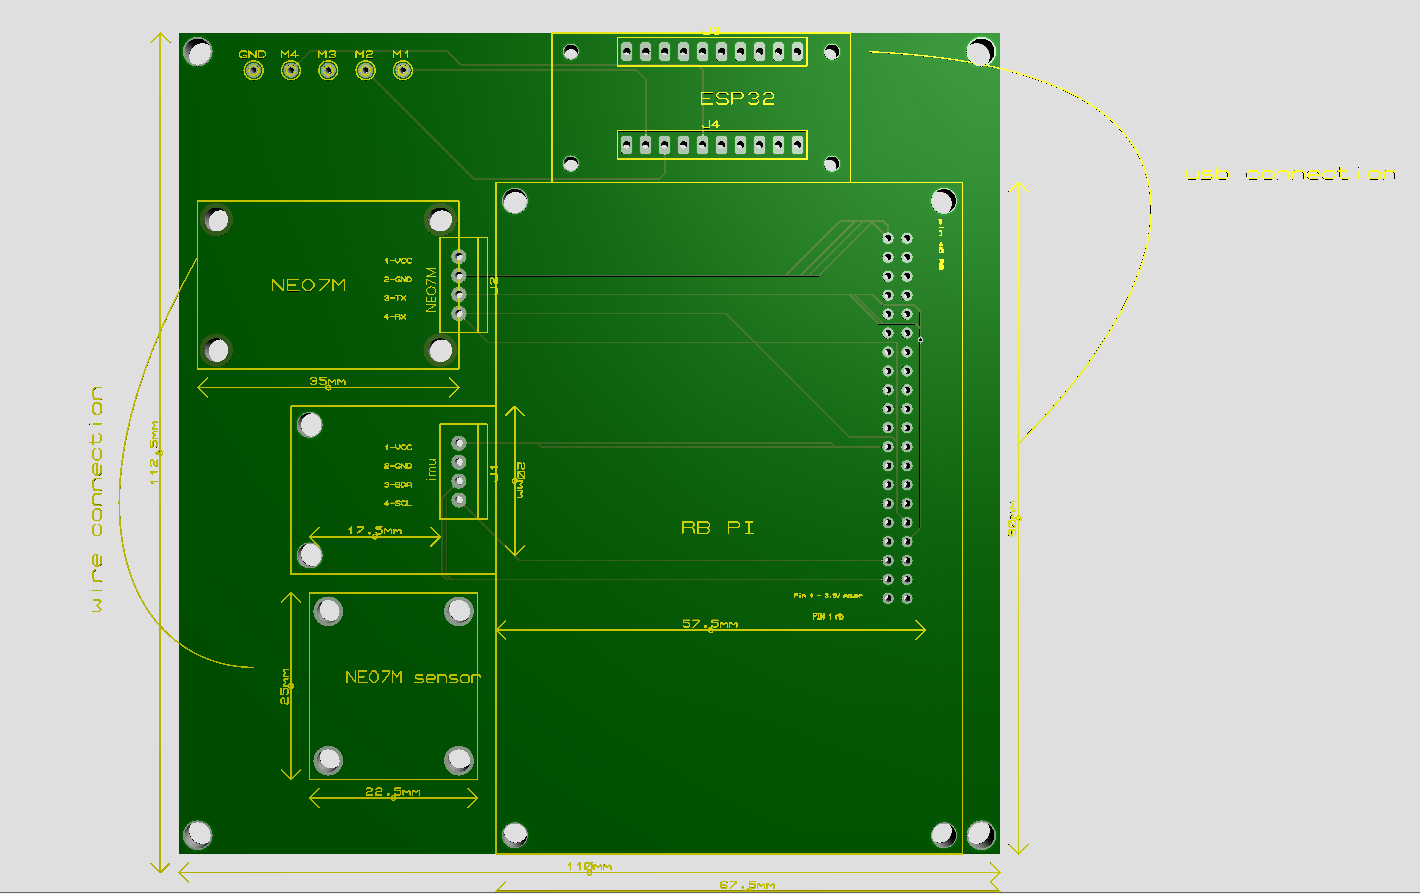 GND M4 M3 M2 M1
ESP32
J4
usb connection
NEO7M
1-VCC
2-GND
3-TX
4-RX
NEO7M
J2
35mm
wire connection
112.5mm
1-VCC
2-GND
3-SDA
4-SCL
imu
J1
20mm
17.5mm
RB PI
Pin 1 - 3.3V power
PIN 1 rb
57.5mm
NEO7M sensor
25mm
22.5mm
110mm
67.5mm